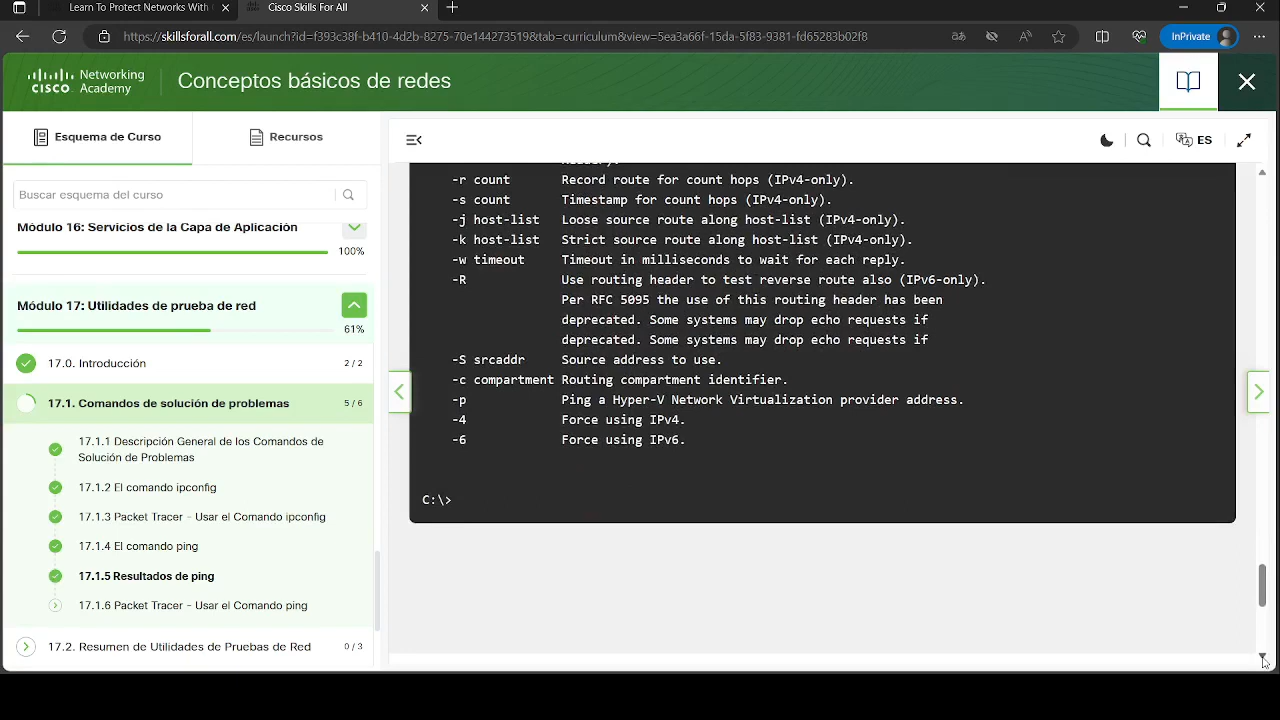 Learn To Protect Networks With
Cisco Skills For All
https://skillsforall.com/es/launch?id=f393c38f-b410-4d2b-8275-70e144273519&tab=curriculum&view=5ea3a66f-15da-5f83-9381-fd65283b02f8
InPrivate
Networking
CISCO Academy
Conceptos básicos de redes
Esquema de Curso
Recursos
ES
Buscar esquema del curso
Módulo 16: Servicios de la Capa de Aplicación
100%
Módulo 17: Utilidades de prueba de red
61%
17.0. Introducción 2 / 2
17.1. Comandos de solución de problemas 5 / 6
17.1.1 Descripción General de los Comandos de
Solución de Problemas
17.1.2 El comando ipconfig
17.1.3 Packet Tracer - Usar el Comando ipconfig
17.1.4 El comando ping
17.1.5 Resultados de ping
17.1.6 Packet Tracer - Usar el Comando ping
17.2. Resumen de Utilidades de Pruebas de Red 0 / 3
-r count Record route for count hops (IPv4-only).
-s count Timestamp for count hops (IPv4-only).
-j host-list Loose source route along host-list (IPv4-only).
-k host-list Strict source route along host-list (IPv4-only).
-w timeout Timeout in milliseconds to wait for each reply.
-R Use routing header to test reverse route also (IPv6-only).
Per RFC 5095 the use of this routing header has been
deprecated. Some systems may drop echo requests if
deprecated. Some systems may drop echo requests if
-S srcaddr Source address to use.
-c compartment Routing compartment identifier.
-p Ping a Hyper-V Network Virtualization provider address.
-4 Force using IPv4.
-6 Force using IPv6.
C:\>